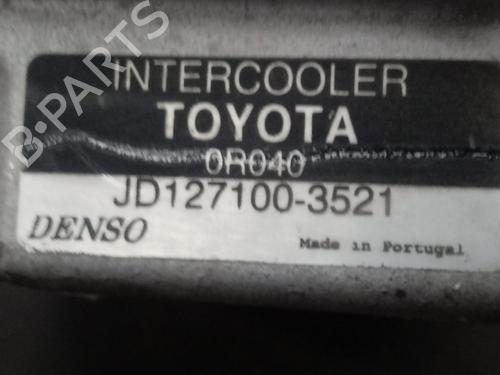 B-PARTS
INTERCOOLER
TOYOTA
0R040
JD127100-3521
DENSO Made in Portugal